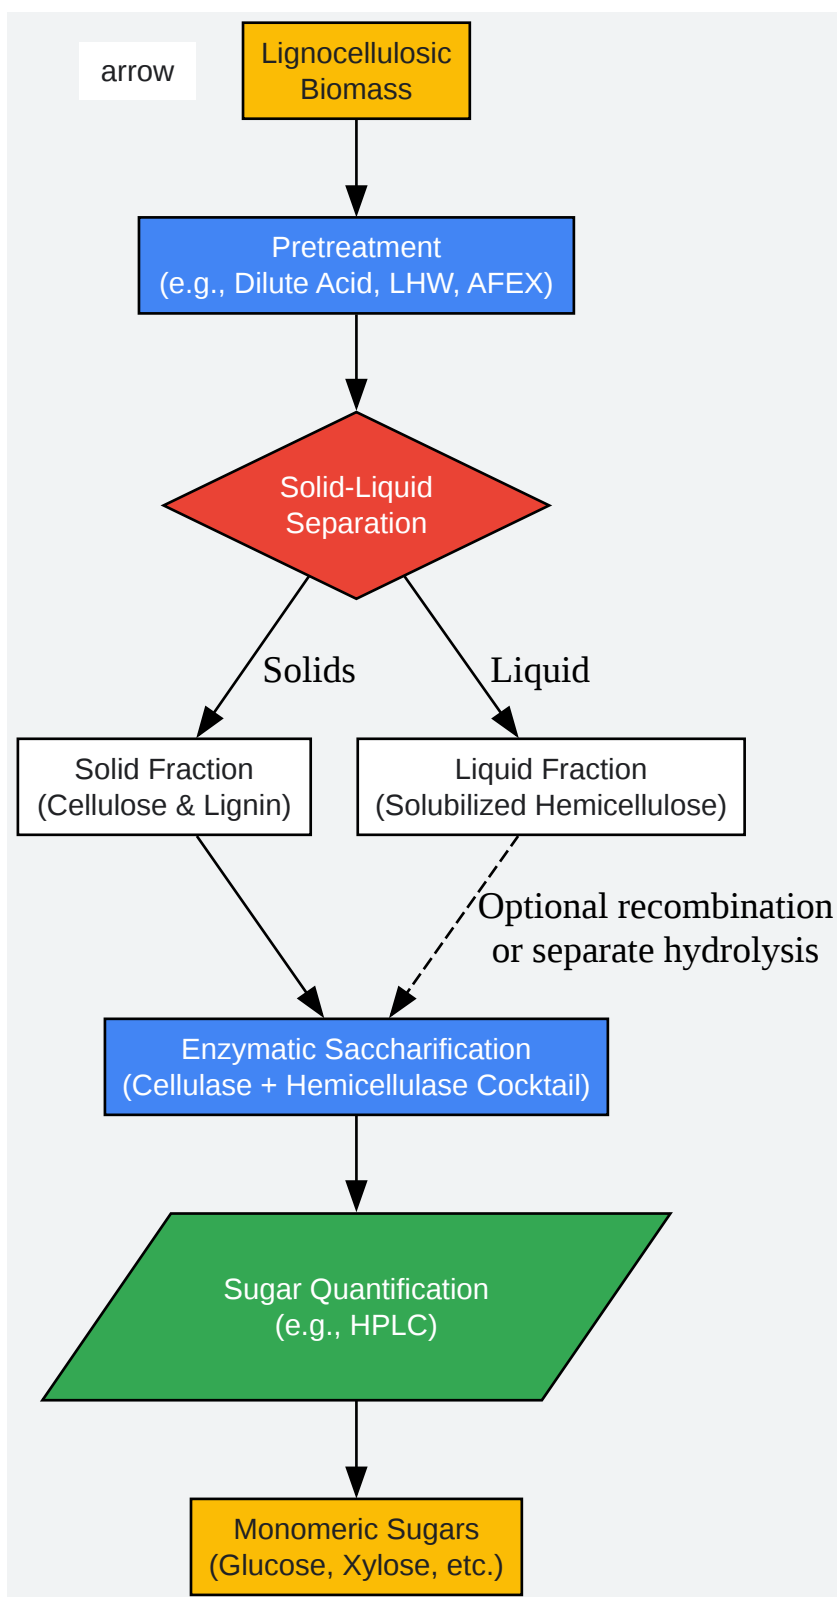 arrow
Lignocellulosic
Biomass
Pretreatment
(e.g., Dilute Acid, LHW, AFEX)
Solid-Liquid
Separation
Solids
Liquid
Solid Fraction
(Cellulose & Lignin)
Liquid Fraction
(Solubilized Hemicellulose)
Optional recombination
or separate hydrolysis
Enzymatic Saccharification
(Cellulase + Hemicellulase Cocktail)
Sugar Quantification
(e.g., HPLC)
Monomeric Sugars
(Glucose, Xylose, etc.)